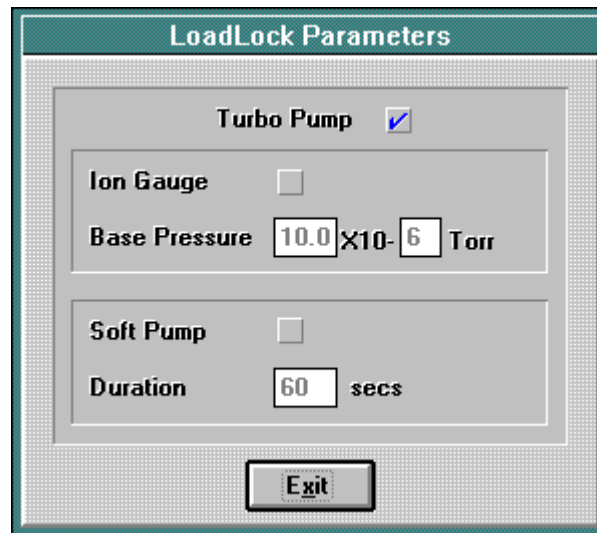 LoadLock Parameters
Turbo Pump
Ion Gauge
Base Pressure 10.0 X10- 6 Torr
Soft Pump
Duration 60 secs
Exit